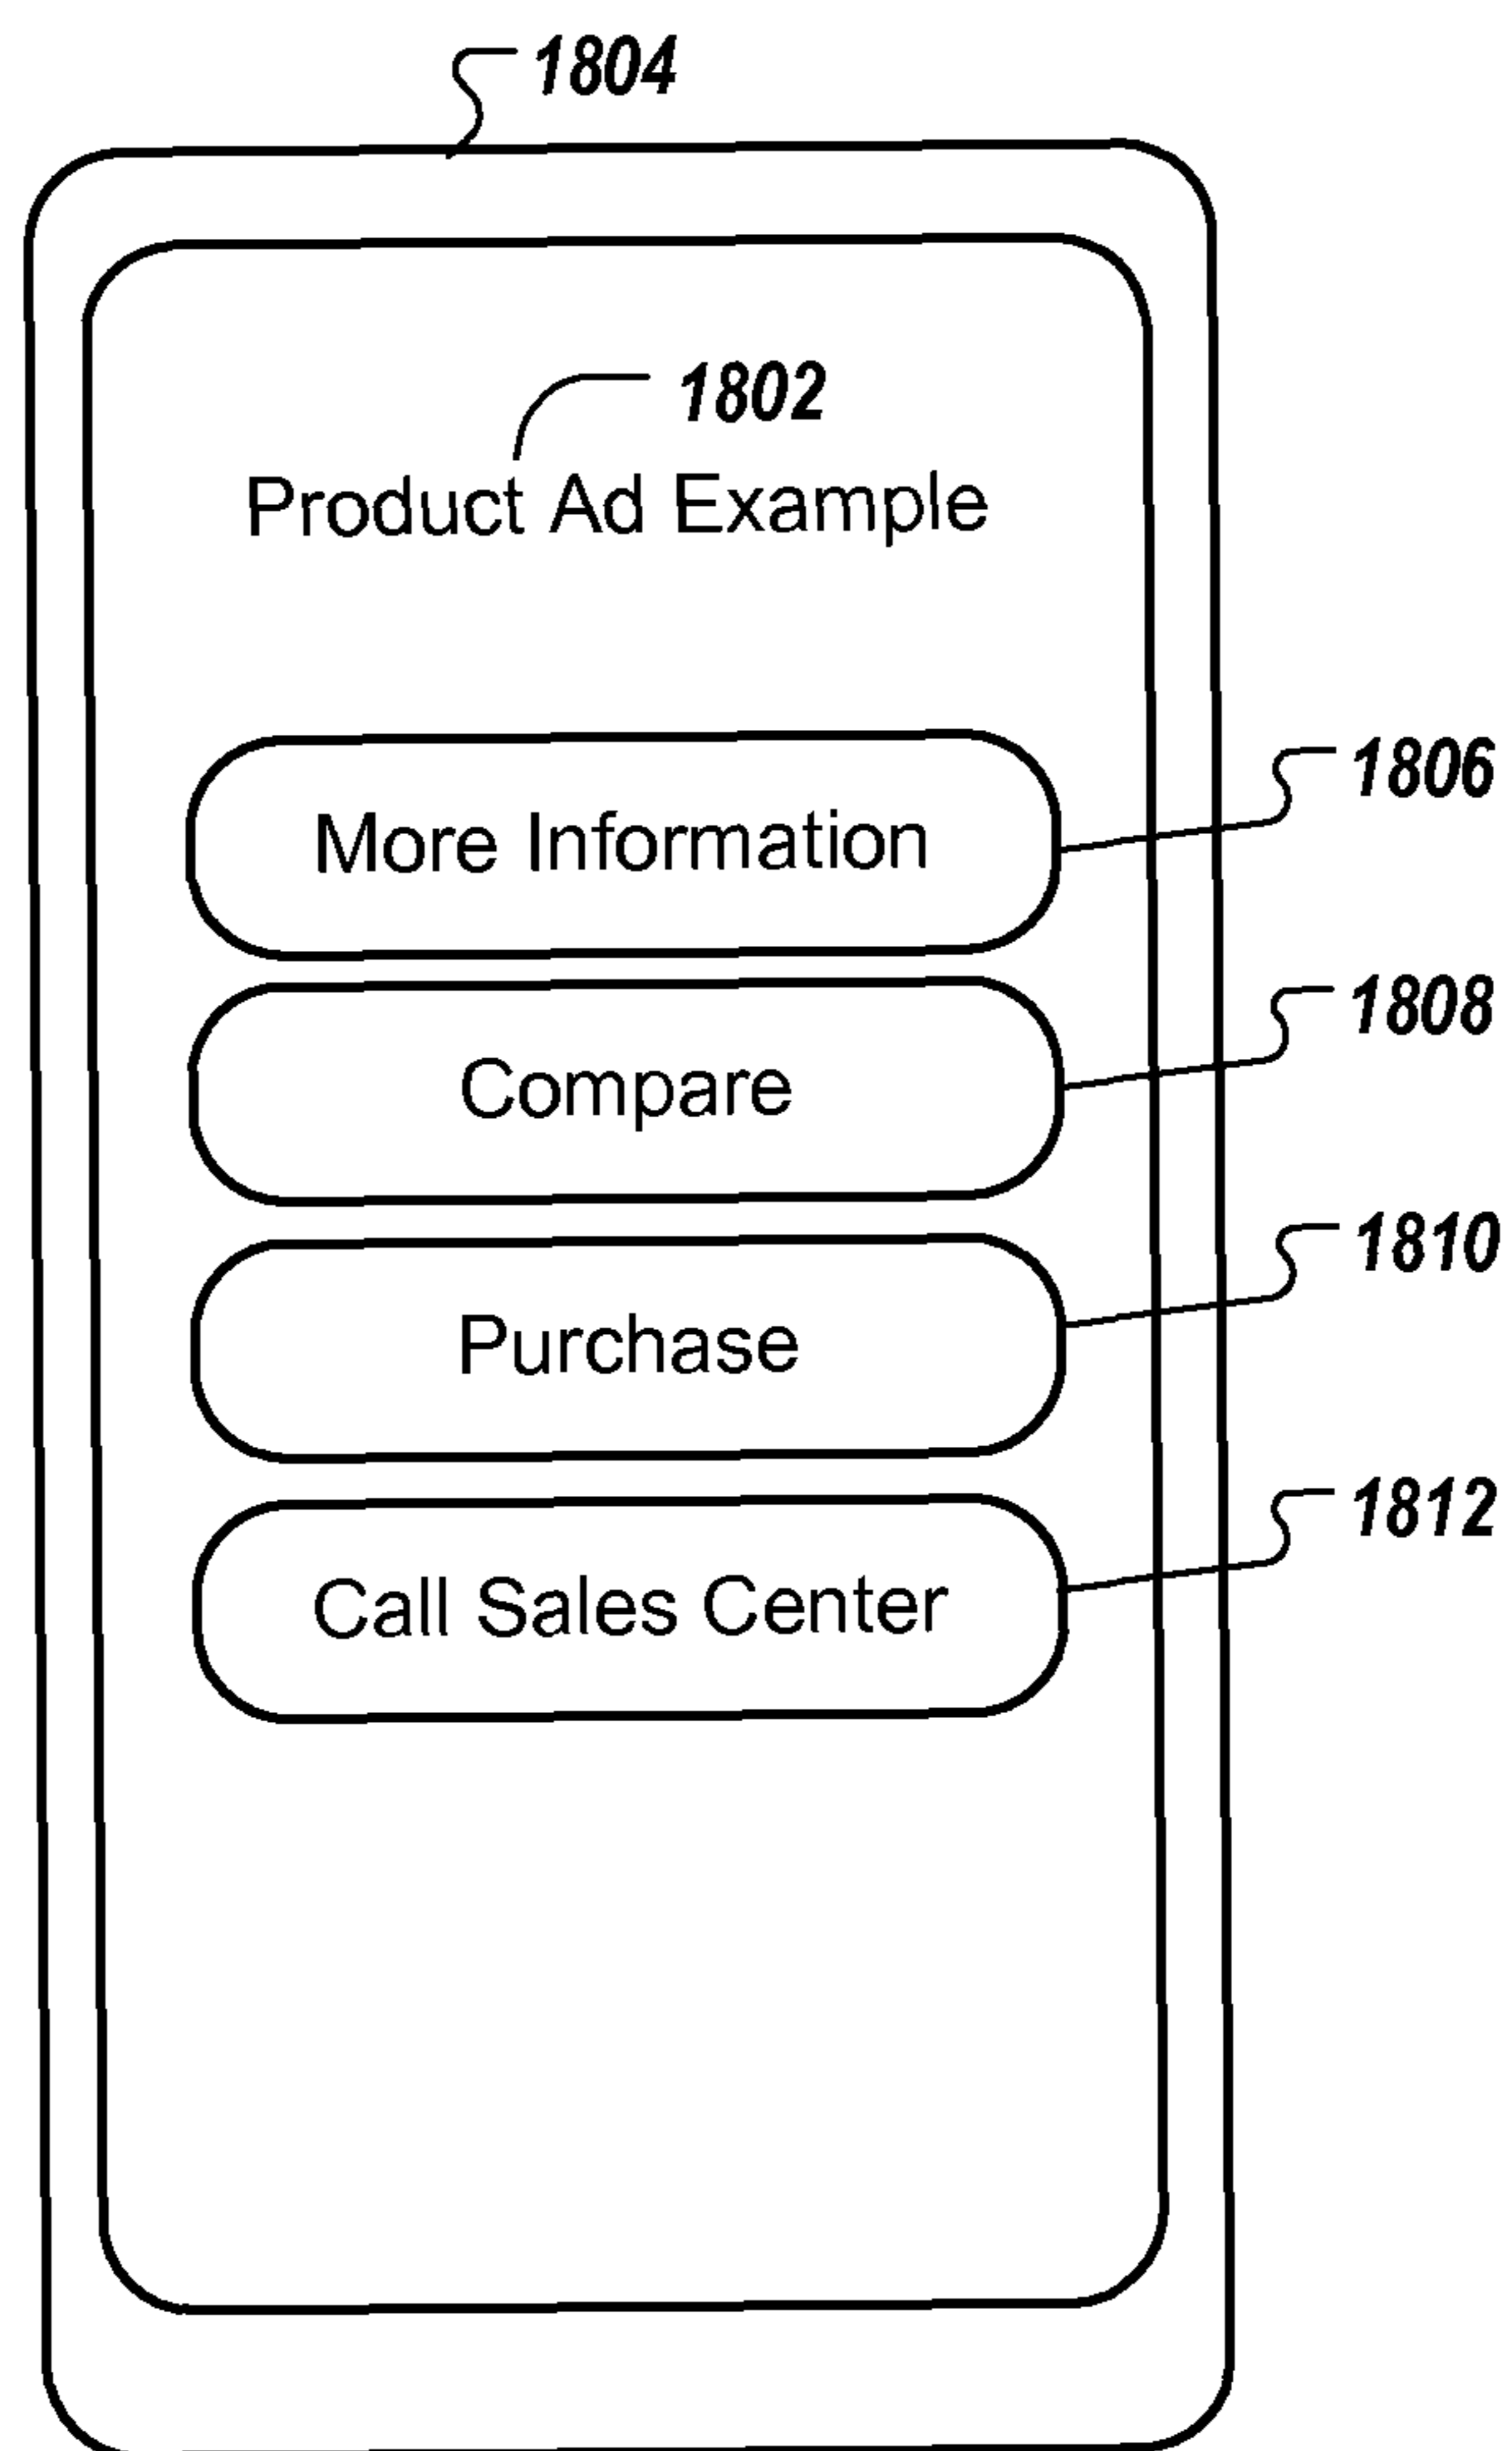 1804
1802
Product Ad Example
More Information
1806
Compare
1808
Purchase
1810
Call Sales Center
1812